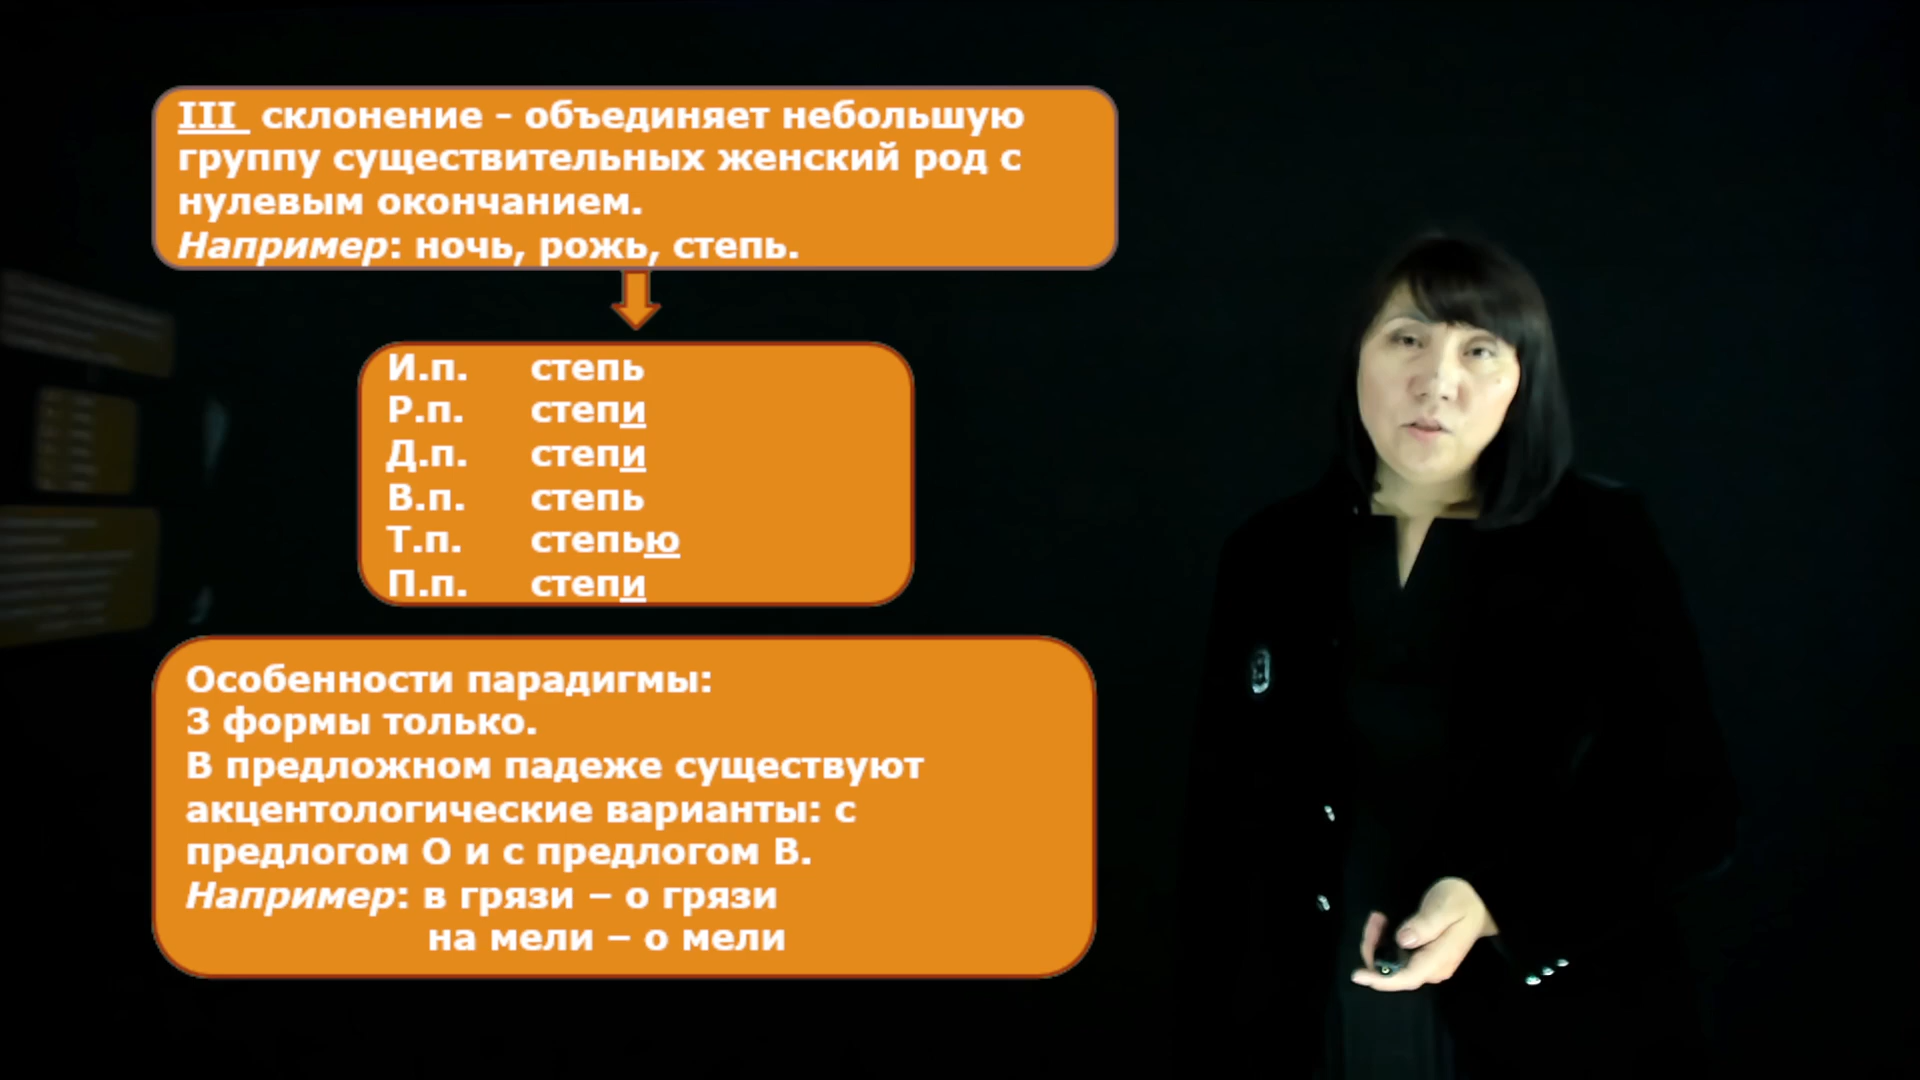 III склонение - объединяет небольшую
группу существительных женский род с
нулевым окончанием.
Например: ночь, рожь, степь.
И.п. степь
Р.п. степи
Д.п. степи
В.п. степь
Т.п. степью
П.п. степи
Особенности парадигмы:
3 формы только.
В предложном падеже существуют
акцентологические варианты: с
предлогом О и с предлогом В.
Например: в грязи – о грязи
на мели – о мели